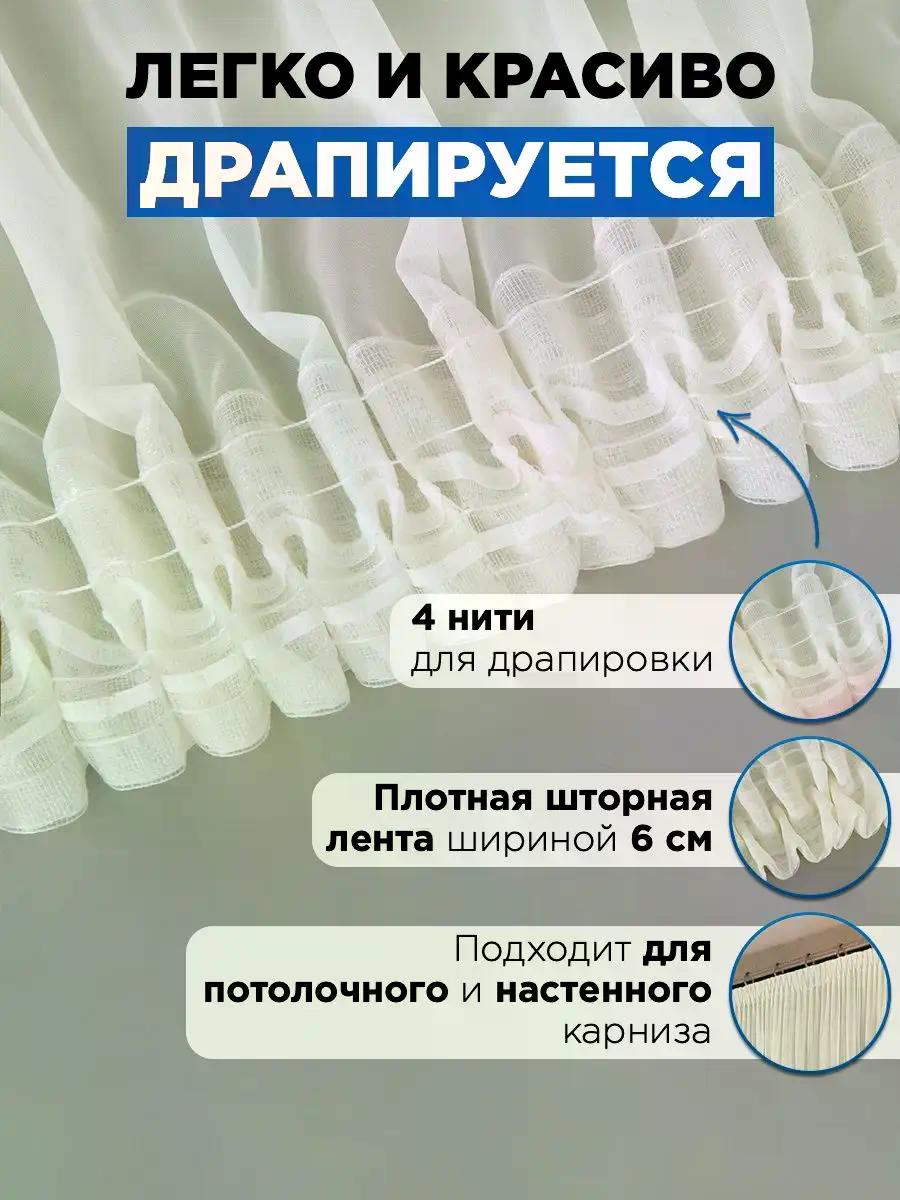 ЛЕГКО И КРАСИВО
ДРАПИРУЕТСЯ
4 нити
для драпировки
Плотная шторная
лента шириной 6 см
Подходит для
потолочного и настенного
карниза